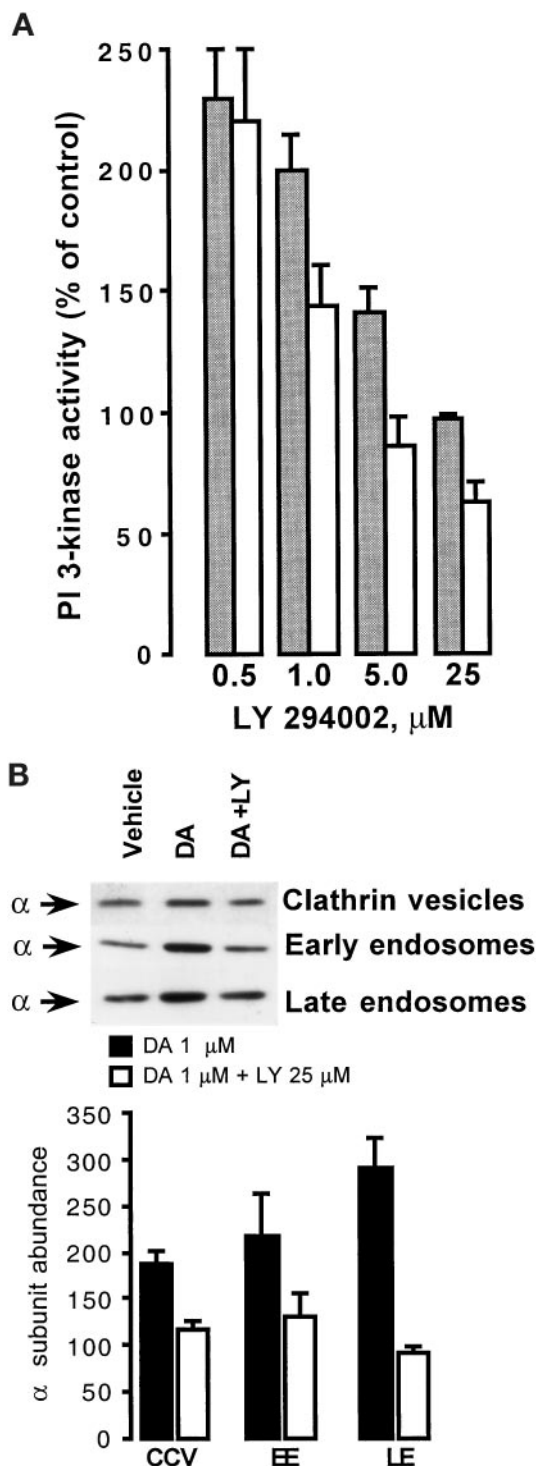 A
PI 3-kinase activity (% of control)
250
200
150
100
50
0
0.5 1.0 5.0 25
LY 294002, μM
B
Vehicle DA DA +LY
α Clathrin vesicles
α Early endosomes
α Late endosomes
DA 1 μM
DA 1 μM + LY 25 μM
α subunit abundance
350
300
250
200
150
100
50
0
CCV EE LE